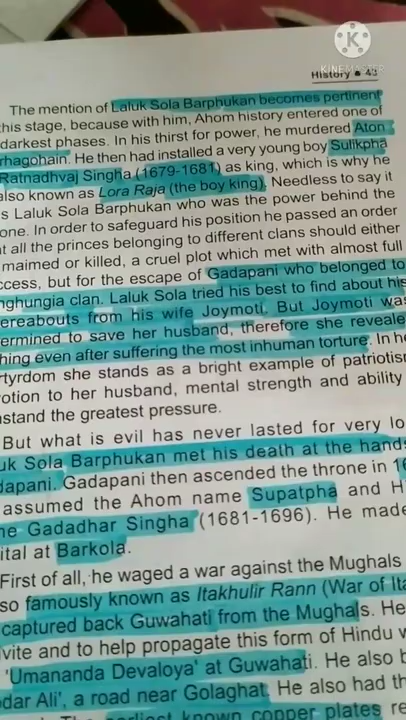 K
KINEMASTER
History ● 43
The mention of Laluk Sola Barphukan becomes pertinent
this stage, because with him, Ahom history entered one of
darkest phases. In his thirst for power, he murdered Aton
rhagohain. He then had installed a very young boy Sulikpha
Ratnadhvaj Singha (1679-1681) as king, which is why he
also known as Lora Raja (the boy king). Needless to say it
s Laluk Sola Barphukan who was the power behind the
one. In order to safeguard his position he passed an order
t all the princes belonging to different clans should either
maimed or killed, a cruel plot which met with almost full
ccess, but for the escape of Gadapani who belonged to
nghungia clan. Laluk Sola tried his best to find about his
ereabouts from his wife Joymoti. But Joymoti was
ermined to save her husband, therefore she reveale
hing even after suffering the most inhuman torture. In he
rtyrdom she stands as a bright example of patriotis
otion to her husband, mental strength and ability
nstand the greatest pressure.
But what is evil has never lasted for very lo
uk Sola Barphukan met his death at the hands
dapani. Gadapani then ascended the throne in 16
assumed the Ahom name Supatpha and H
ne Gadadhar Singha (1681-1696). He made
ital at Barkola.
First of all, he waged a war against the Mughals
so famously known as Itakhulir Rann (War of Ita
captured back Guwahati from the Mughals. He
vite and to help propagate this form of Hindu w
'Umananda Devaloya' at Guwahati. He also b
dar Ali', a road near Golaghat. He also had th
earliest known copper plates re